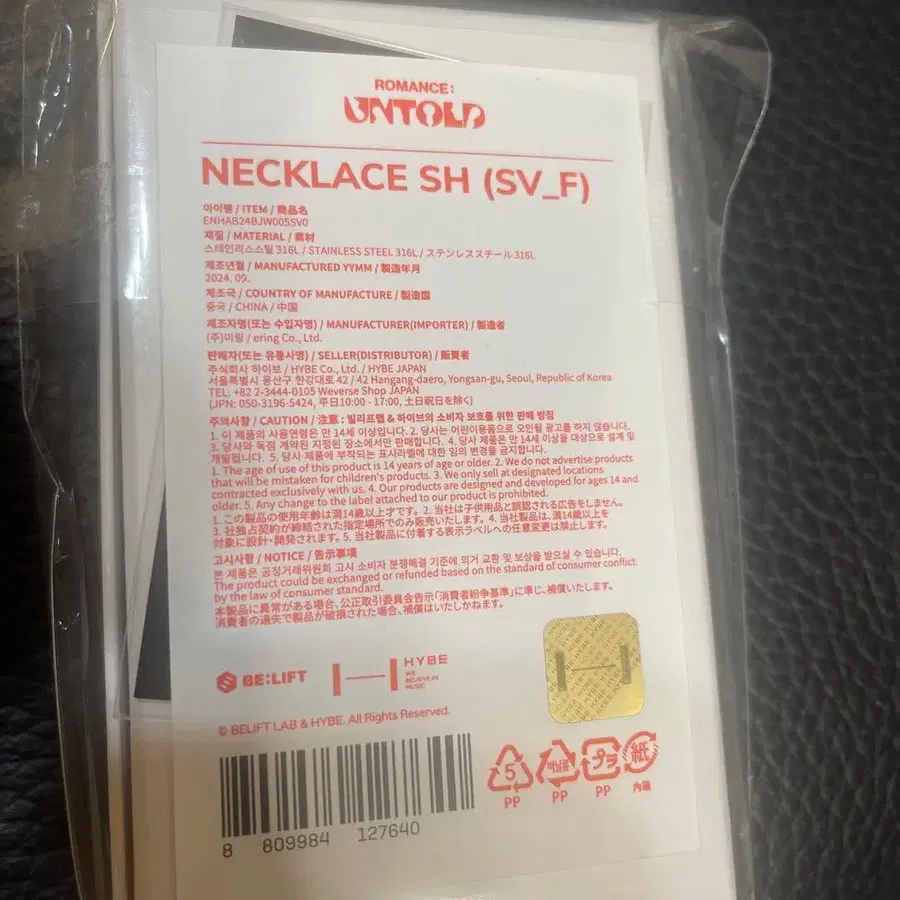 ROMANCE:
UNTOLD
NECKLACE SH (SV_F)
아이템 / ITEM / 商品名
ENHAB24BJW005SV0
재질 / MATERIAL / 素材
스테인리스스틸 316L / STAINLESS STEEL 316L / ステンレススチール 316L
제조년월 / MANUFACTURED YYMM / 製造年月
2024. 09.
제조국 / COUNTRY OF MANUFACTURE / 製造国
중국 / CHINA / 中国
제조자명(또는 수입자명) / MANUFACTURER(IMPORTER) / 製造者
(주)이링 / ering Co., Ltd.
판매자(또는 유통사명) / SELLER(DISTRIBUTOR) / 販賣者
주식회사 하이브 / HYBE Co., Ltd. / HYBE JAPAN
서울특별시 용산구 한강대로 42 / 42 Hangang-daero, Yongsan-gu, Seoul, Republic of Korea
TEL: +82 2-3444-0105 Weverse Shop JAPAN
(JPN: 050-3196-5424, 平日10:00 - 17:00, 土日祝日を除く)
주의사항 / CAUTION / 注意 : 빌리프랩 & 하이브의 소비자 보호를 위한 판매 방침
1. 이 제품의 사용연령은 만 14세 이상입니다. 2. 당사는 어린이용품으로 오인될 광고를 하지 않습니다.
3. 당사와 독점 계약된 지정된 장소에서만 판매합니다. 4. 당사 제품은 만 14세 이상을 대상으로 설계 및
개발됩니다. 5. 당사 제품에 부착되는 표시라벨에 대한 임의 변경을 금지합니다.
1. The age of use of this product is 14 years of age or older. 2. We do not advertise products
that will be mistaken for children's products. 3. We only sell at designated locations
contracted exclusively with us. 4. Our products are designed and developed for ages 14 and
older. 5. Any change to the label attached to our product is prohibited.
1. この製品の使用年齢は満14歳以上才です。2. 当社は子供用品と誤認される広告をしません。
3. 社独占契約が締結された指定場所でのみ販売いたします。4. 当社製品は、満14歳以上を
対象に設計・開発されます。5. 当社製品に付着する表示ラベルへの任意変更は禁止します。
고시사항 / NOTICE / 告示事項
본 제품은 공정거래위원회 고시 소비자 분쟁해결 기준에 의거 교환 및 보상을 받으실 수 있습니다.
The product could be exchanged or refunded based on the standard of consumer conflict
by the law of consumer standard.
本製品に異常がある場合、公正取引委員会告示「消費者紛争基準」に準じ、補償いたします。
消費者の過失で製品が破損された場合、補償はいたしかねます。
BE:LIFT
HYBE
WE
BELIEVE IN
MUSIC
© BELIFT LAB & HYBE. All Rights Reserved.
8 809984 127640
5 PP
비닐류 PP
プラ PP
紙 內箱